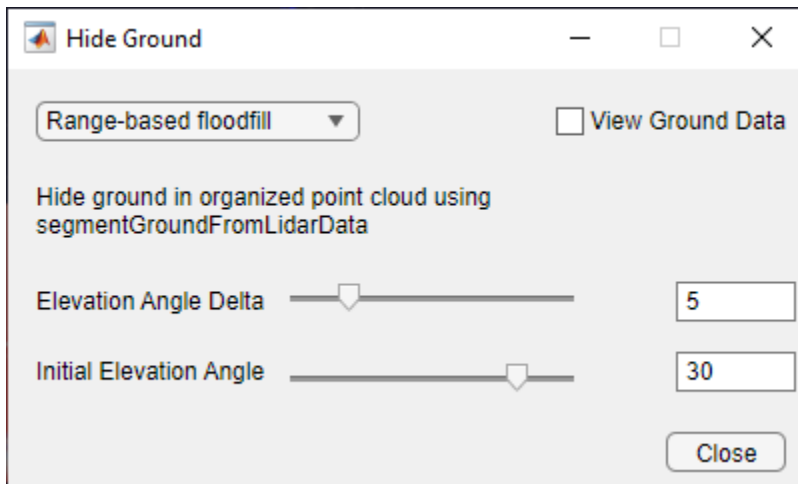 Hide Ground
Range-based floodfill
View Ground Data
Hide ground in organized point cloud using
segmentGroundFromLidarData
Elevation Angle Delta
5
Initial Elevation Angle
30
Close